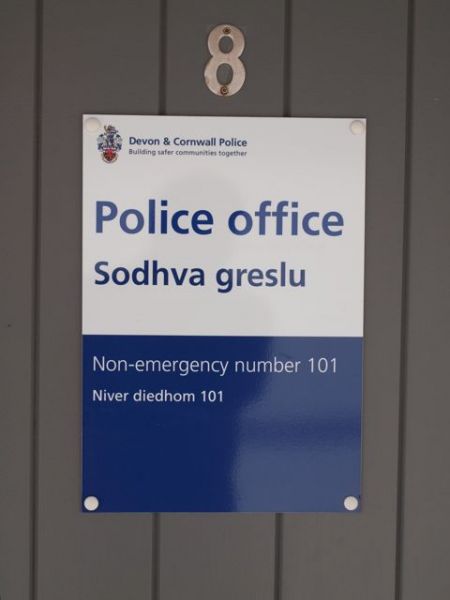 8
Devon & Cornwall Police
Building safer communities together
Police office
Sodhva greslu
Non-emergency number 101
Niver diedhom 101